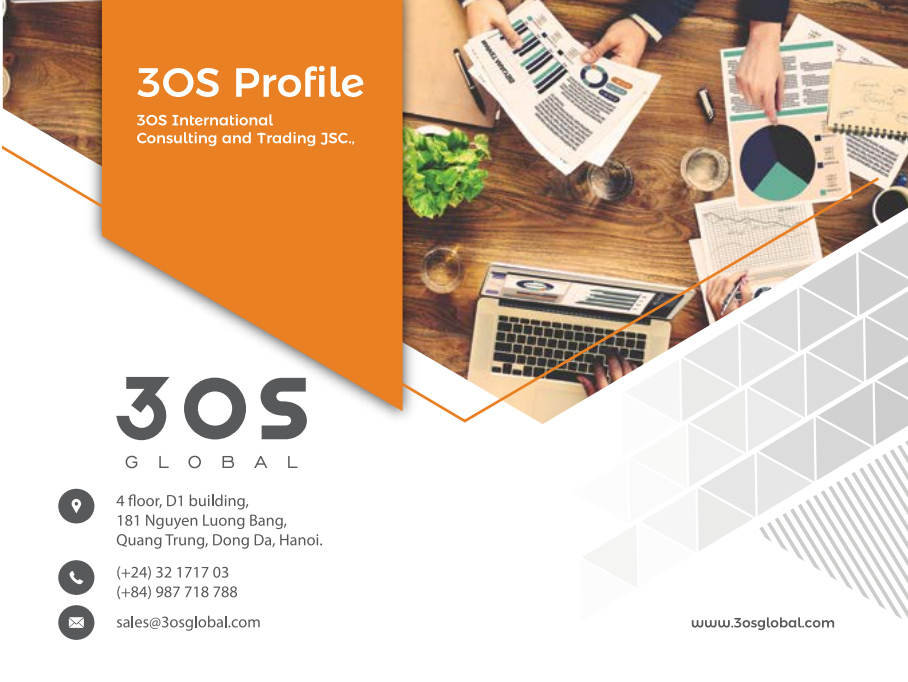 3OS Profile
3OS International
Consulting and Trading JSC.,
3OS
GLOBAL
4 floor, D1 building,
181 Nguyen Luong Bang,
Quang Trung, Dong Da, Hanoi.
(+24) 32 1717 03
(+84) 987 718 788
sales@3osglobal.com
www.3osglobal.com